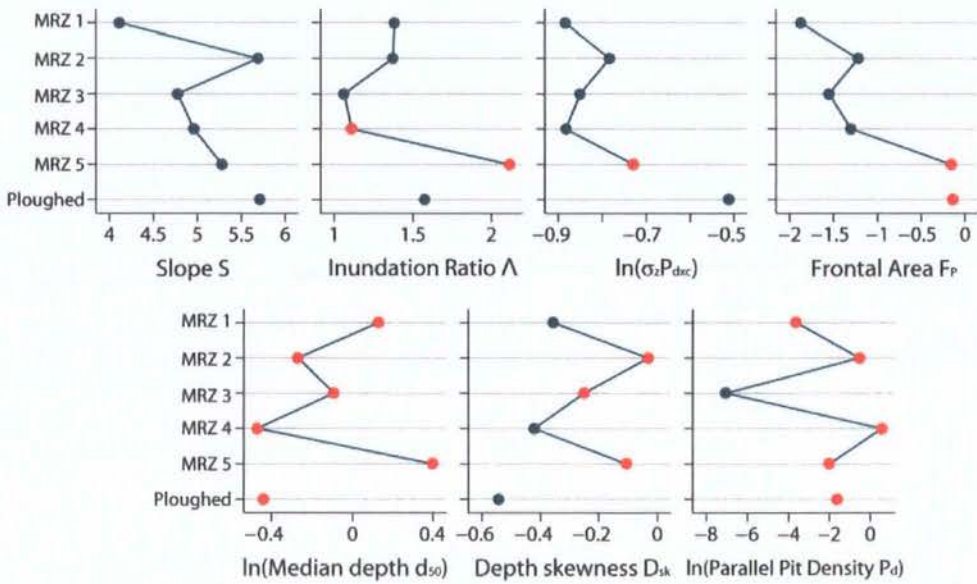 MRZ 1
MRZ 2
MRZ 3
MRZ 4
MRZ 5
Ploughed
4 4.5 5 5.5 6
Slope S
1 1.5 2
Inundation Ratio Λ
−0.9 −0.7 −0.5
ln(σzPdxc)
−2 −1.5 −1 −0.5 0
Frontal Area FP
MRZ 1
MRZ 2
MRZ 3
MRZ 4
MRZ 5
Ploughed
−0.4 0 0.4
ln(Median depth d50)
−0.6 −0.4 −0.2 0
Depth skewness Dsk
−8 −6 −4 −2 0
ln(Parallel Pit Density Pd)